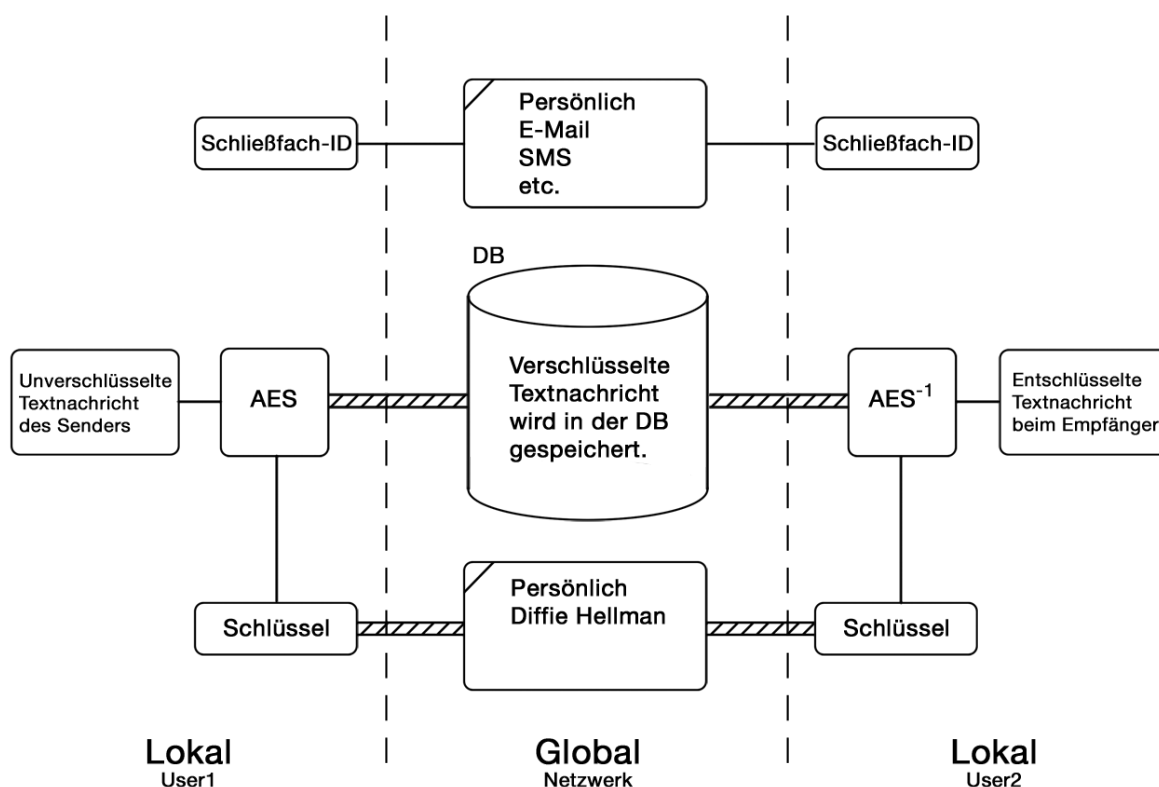 Schließfach-ID
Persönlich
E-Mail
SMS
etc.
Schließfach-ID
DB
Unverschlüsselte
Textnachricht
des Senders
AES
Verschlüsselte
Textnachricht
wird in der DB
gespeichert.
AES⁻¹
Entschlüsselte
Textnachricht
beim Empfänger
Schlüssel
Persönlich
Diffie Hellman
Schlüssel
Lokal
User1
Global
Netzwerk
Lokal
User2